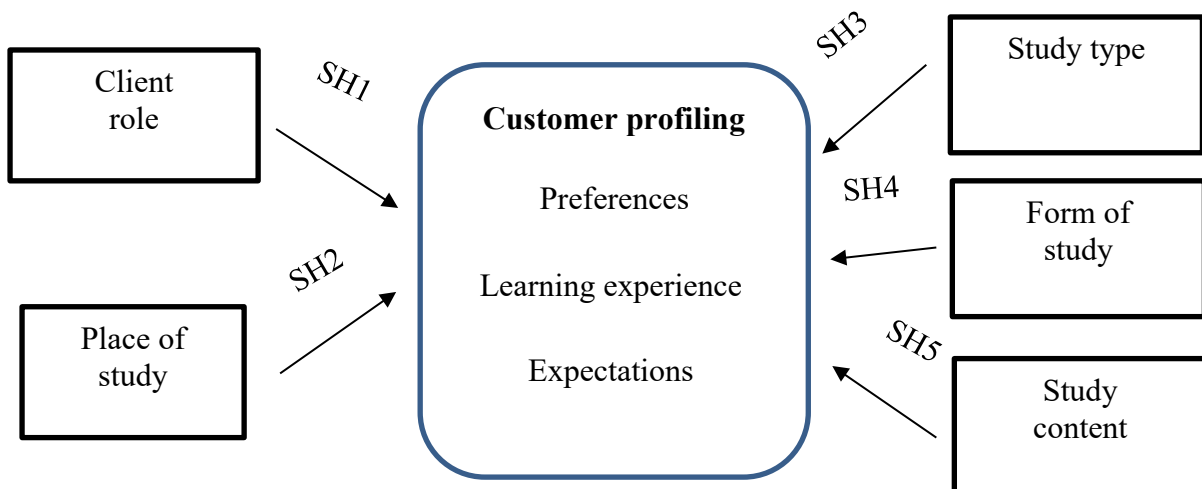 Client
role
SH1
Place of
study
SH2
Customer profiling
Preferences
Learning experience
Expectations
SH3
Study type
SH4
Form of
study
SH5
Study
content